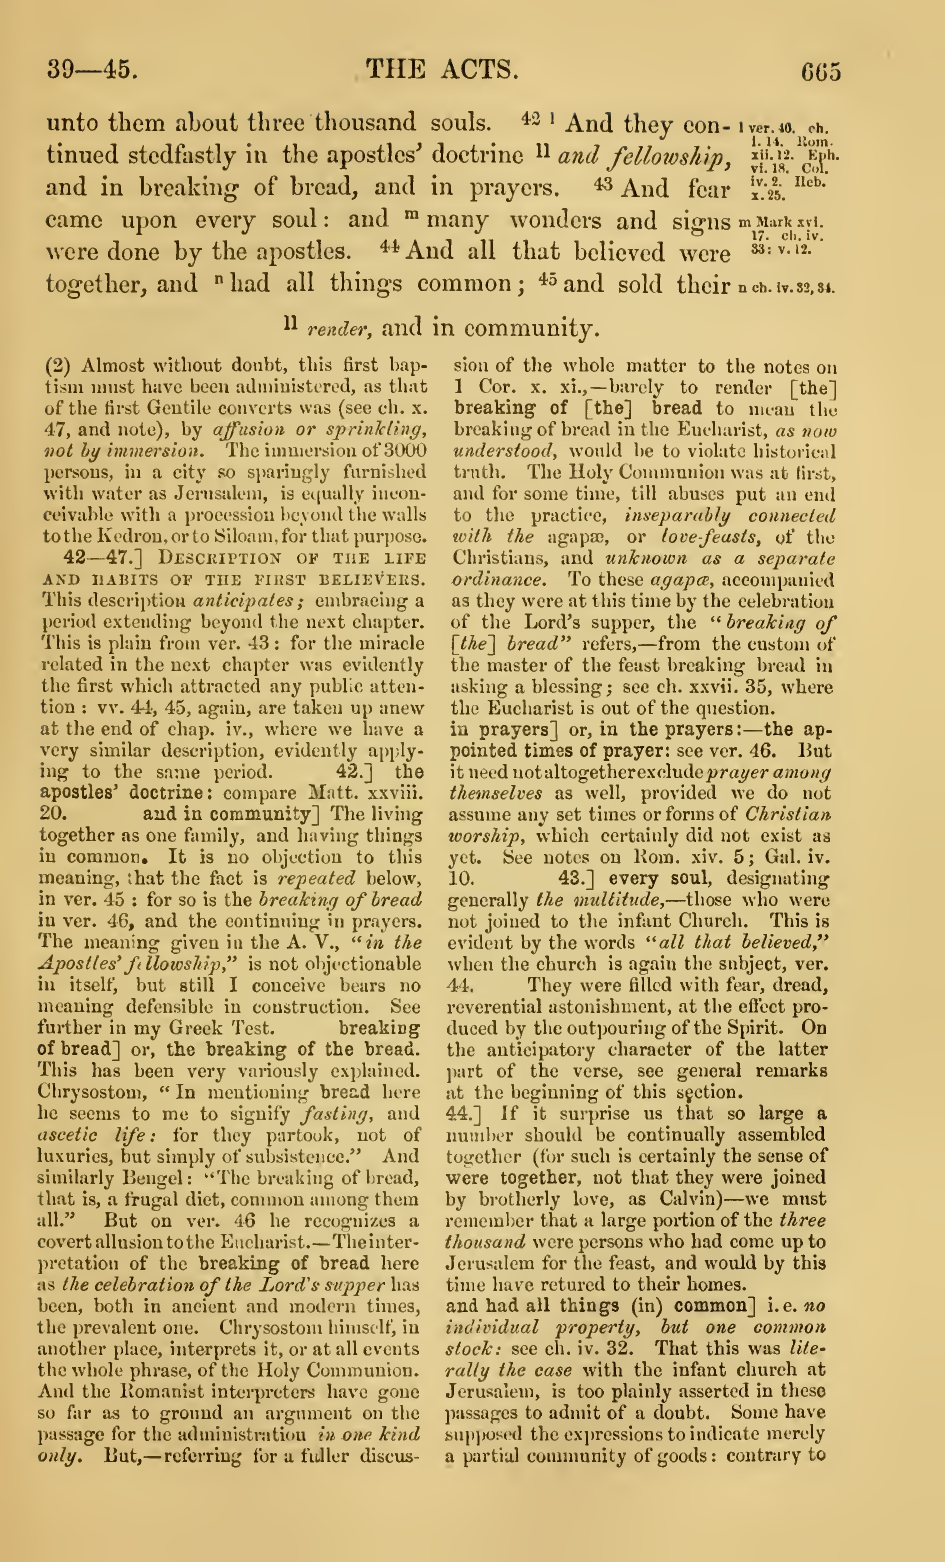 39—45.
THE ACTS.
665
unto them about three thousand souls. 42 l And they con-
tinued stedfastly in the apostles' doctrine 11 and fellowship,
and in breaking of bread, and in prayers. 43 And fear
came upon every soul: and m many wonders and signs
were done by the apostles. 44 And all that believed were
together, and n had all things common; 45 and sold their
l ver. 40. ch.
1. 14. Rom.
xii. 12. Eph.
vi. 18. Col.
iv. 2. Heb.
x. 25.
m Mark xvi.
17. ch. iv.
33: v. 12.
n ch. iv. 32, 34.
11 render, and in community.
(2) Almost without doubt, this first bap-
tism must have been administered, as that
of the first Gentile converts was (see ch. x.
47, and note), by affusion or sprinkling,
not by immersion. The immersion of 3000
persons, in a city so sparingly furnished
with water as Jerusalem, is equally incon-
ceivable with a procession beyond the walls
to the Kedron, or to Siloam, for that purpose.
42—47.] DESCRIPTION OF THE LIFE
AND HABITS OF THE FIRST BELIEVERS.
This description anticipates; embracing a
period extending beyond the next chapter.
This is plain from ver. 43: for the miracle
related in the next chapter was evidently
the first which attracted any public atten-
tion: vv. 44, 45, again, are taken up anew
at the end of chap. iv., where we have a
very similar description, evidently apply-
ing to the same period. 42.] the
apostles' doctrine: compare Matt. xxviii.
20. and in community] The living
together as one family, and having things
in common. It is no objection to this
meaning, that the fact is repeated below,
in ver. 45: for so is the breaking of bread
in ver. 46, and the continuing in prayers.
The meaning given in the A. V., "in the
Apostles' fellowship," is not objectionable
in itself, but still I conceive bears no
meaning defensible in construction. See
further in my Greek Test. breaking
of bread] or, the breaking of the bread.
This has been very variously explained.
Chrysostom, "In mentioning bread here
he seems to me to signify fasting, and
ascetic life: for they partook, not of
luxuries, but simply of subsistence." And
similarly Bengel: "The breaking of bread,
that is, a frugal diet, common among them
all." But on ver. 46 he recognizes a
covert allusion to the Eucharist.—The inter-
pretation of the breaking of bread here
as the celebration of the Lord's supper has
been, both in ancient and modern times,
the prevalent one. Chrysostom himself, in
another place, interprets it, or at all events
the whole phrase, of the Holy Communion.
And the Romanist interpreters have gone
so far as to ground an argument on the
passage for the administration in one kind
only. But,—referring for a fuller discus-
sion of the whole matter to the notes on
1 Cor. x. xi.,—barely to render [the]
breaking of [the] bread to mean the
breaking of bread in the Eucharist, as now
understood, would be to violate historical
truth. The Holy Communion was at first,
and for some time, till abuses put an end
to the practice, inseparably connected
with the agapæ, or love-feasts, of the
Christians, and unknown as a separate
ordinance. To these agapæ, accompanied
as they were at this time by the celebration
of the Lord's supper, the "breaking of
[the] bread" refers,—from the custom of
the master of the feast breaking bread in
asking a blessing; see ch. xxvii. 35, where
the Eucharist is out of the question.
in prayers] or, in the prayers:—the ap-
pointed times of prayer: see ver. 46. But
it need not altogether exclude prayer among
themselves as well, provided we do not
assume any set times or forms of Christian
worship, which certainly did not exist as
yet. See notes on Rom. xiv. 5; Gal. iv.
10. 43.] every soul, designating
generally the multitude,—those who were
not joined to the infant Church. This is
evident by the words "all that believed,"
when the church is again the subject, ver.
44. They were filled with fear, dread,
reverential astonishment, at the effect pro-
duced by the outpouring of the Spirit. On
the anticipatory character of the latter
part of the verse, see general remarks
at the beginning of this section.
44.] If it surprise us that so large a
number should be continually assembled
together (for such is certainly the sense of
were together, not that they were joined
by brotherly love, as Calvin)—we must
remember that a large portion of the three
thousand were persons who had come up to
Jerusalem for the feast, and would by this
time have retured to their homes.
and had all things (in) common] i. e. no
individual property, but one common
stock: see ch. iv. 32. That this was lite-
rally the case with the infant church at
Jerusalem, is too plainly asserted in these
passages to admit of a doubt. Some have
supposed the expressions to indicate merely
a partial community of goods: contrary to